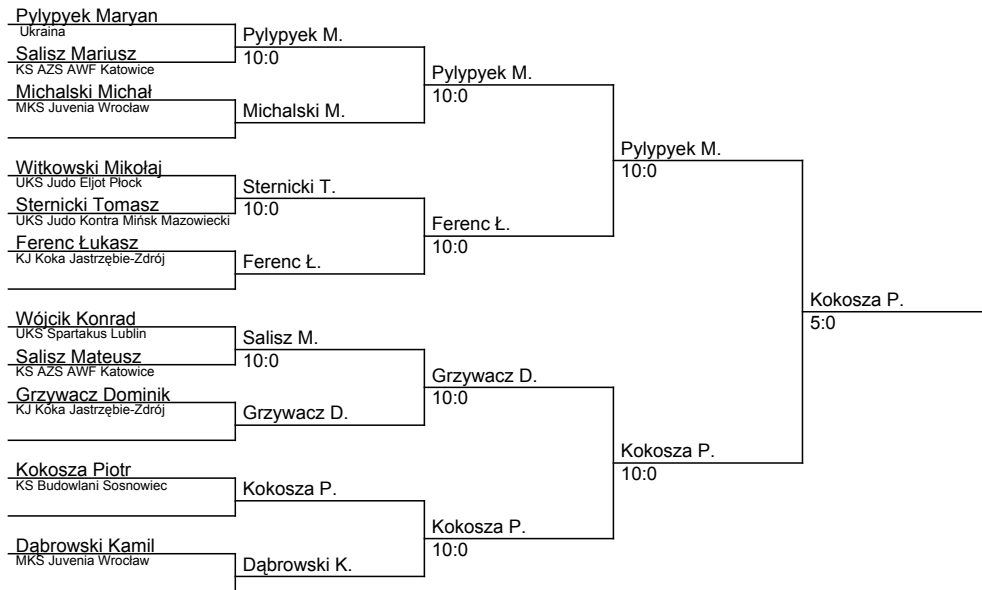 Pylypyek Maryan
Ukraina
Salisz Mariusz
KS AZS AWF Katowice
Michalski Michał
MKS Juvenia Wrocław
Witkowski Mikołaj
UKS Judo Eljot Płock
Sternicki Tomasz
UKS Judo Kontra Mińsk Mazowiecki
Ferenc Łukasz
KJ Koka Jastrzębie-Zdrój
Wójcik Konrad
UKS Spartakus Lublin
Salisz Mateusz
KS AZS AWF Katowice
Grzywacz Dominik
KJ Koka Jastrzębie-Zdrój
Kokosza Piotr
KS Budowlani Sosnowiec
Dąbrowski Kamil
MKS Juvenia Wrocław
Pylypyek M.
10:0
Michalski M.
Sternicki T.
10:0
Ferenc Ł.
Salisz M.
10:0
Grzywacz D.
Kokosza P.
Dąbrowski K.
Pylypyek M.
10:0
Ferenc Ł.
10:0
Grzywacz D.
10:0
Kokosza P.
10:0
Pylypyek M.
10:0
Kokosza P.
10:0
Kokosza P.
5:0